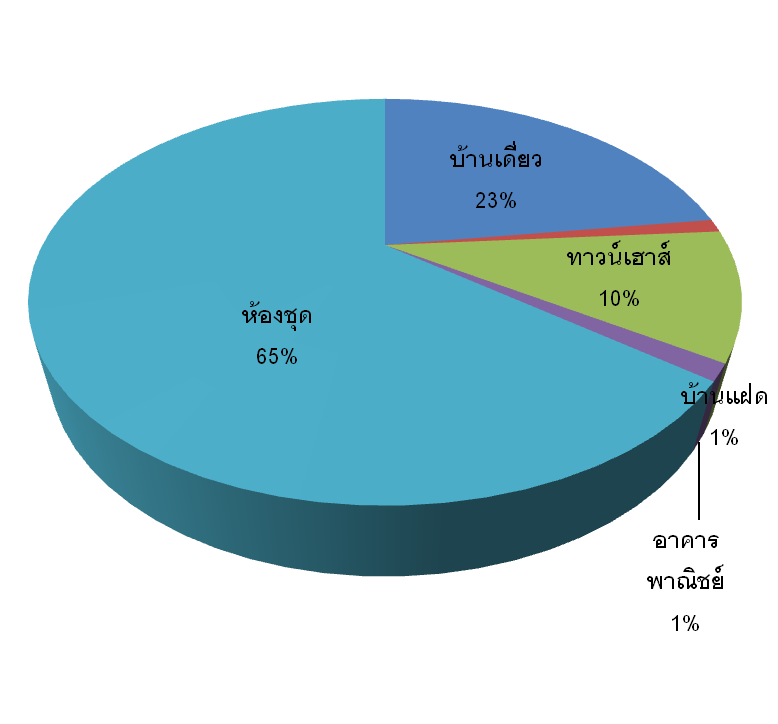 บ้านเดี่ยว
23%
ทาวน์เฮาส์
10%
ห้องชุด
65%
บ้านแฝด
1%
อาคาร
พาณิชย์
1%